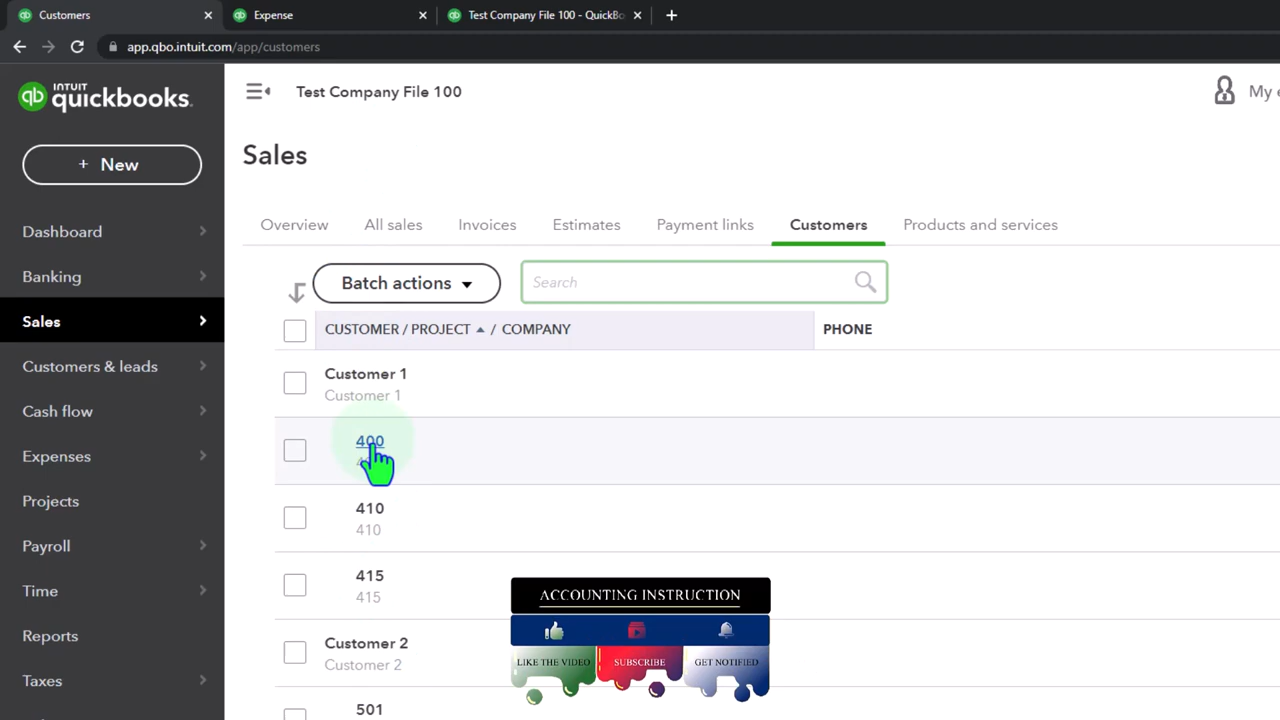 Customers
Expense
Test Company File 100 - QuickBo
app.qbo.intuit.com/app/customers
INTUIT
quickbooks.
Test Company File 100
My e
+ New
Sales
Overview
All sales
Invoices
Estimates
Payment links
Customers
Products and services
Dashboard
Banking
Sales
Customers & leads
Cash flow
Expenses
Projects
Payroll
Time
Reports
Taxes
Batch actions
Search
CUSTOMER / PROJECT / COMPANY
PHONE
Customer 1
Customer 1
400
410
410
415
415
Customer 2
Customer 2
501
ACCOUNTING INSTRUCTION
LIKE THE VIDEO
SUBSCRIBE
GET NOTIFIED